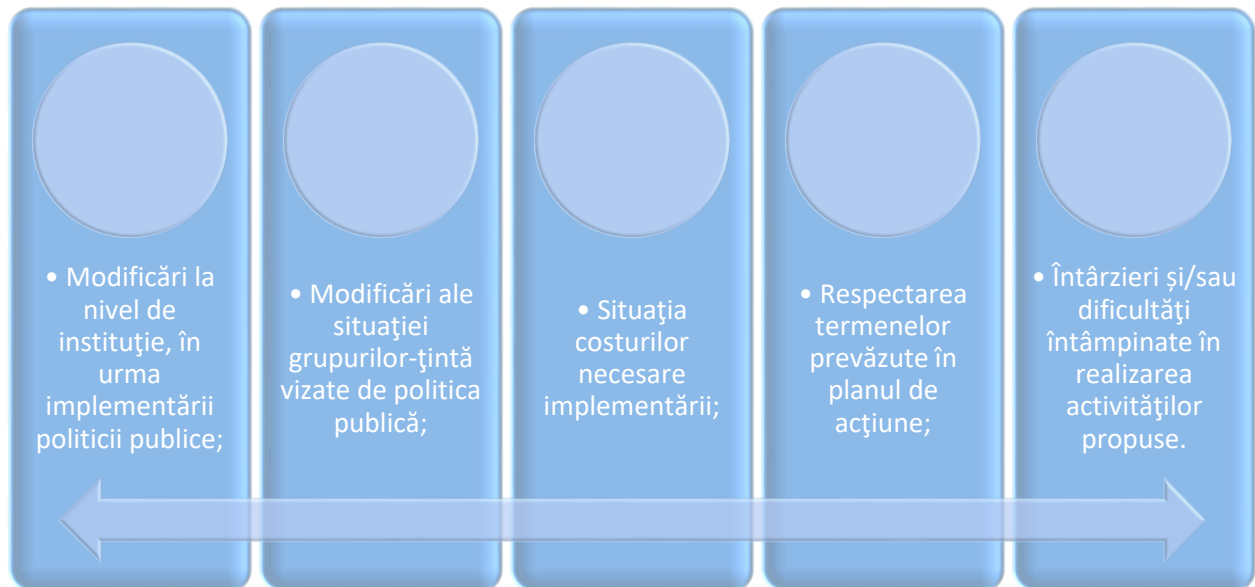 • Modificări la
nivel de
instituţie, în
urma
implementării
politicii publice;
• Modificări ale
situaţiei
grupurilor-ţintă
vizate de politica
publică;
• Situaţia
costurilor
necesare
implementării;
• Respectarea
termenelor
prevăzute în
planul de
acţiune;
• Întârzieri și/sau
dificultăţi
întâmpinate în
realizarea
activităţilor
propuse.